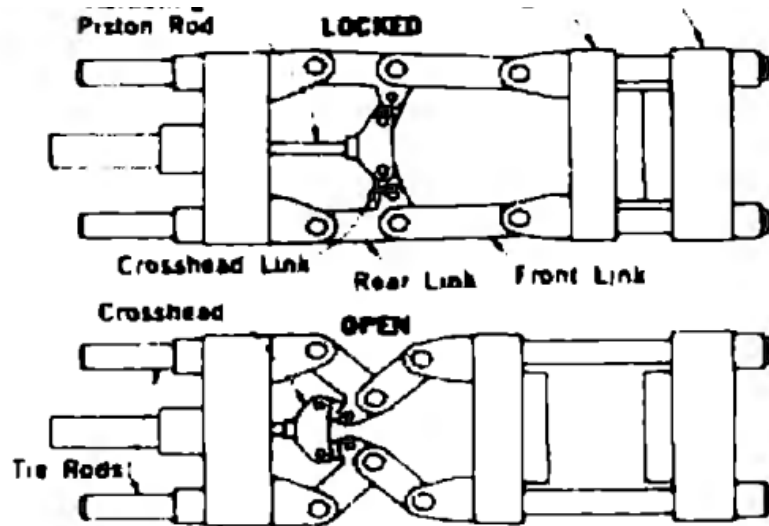 Piston Rod
LOCKED
Crosshead Link
Rear Link
Front Link
Crosshead
OPEN
Tie Rods